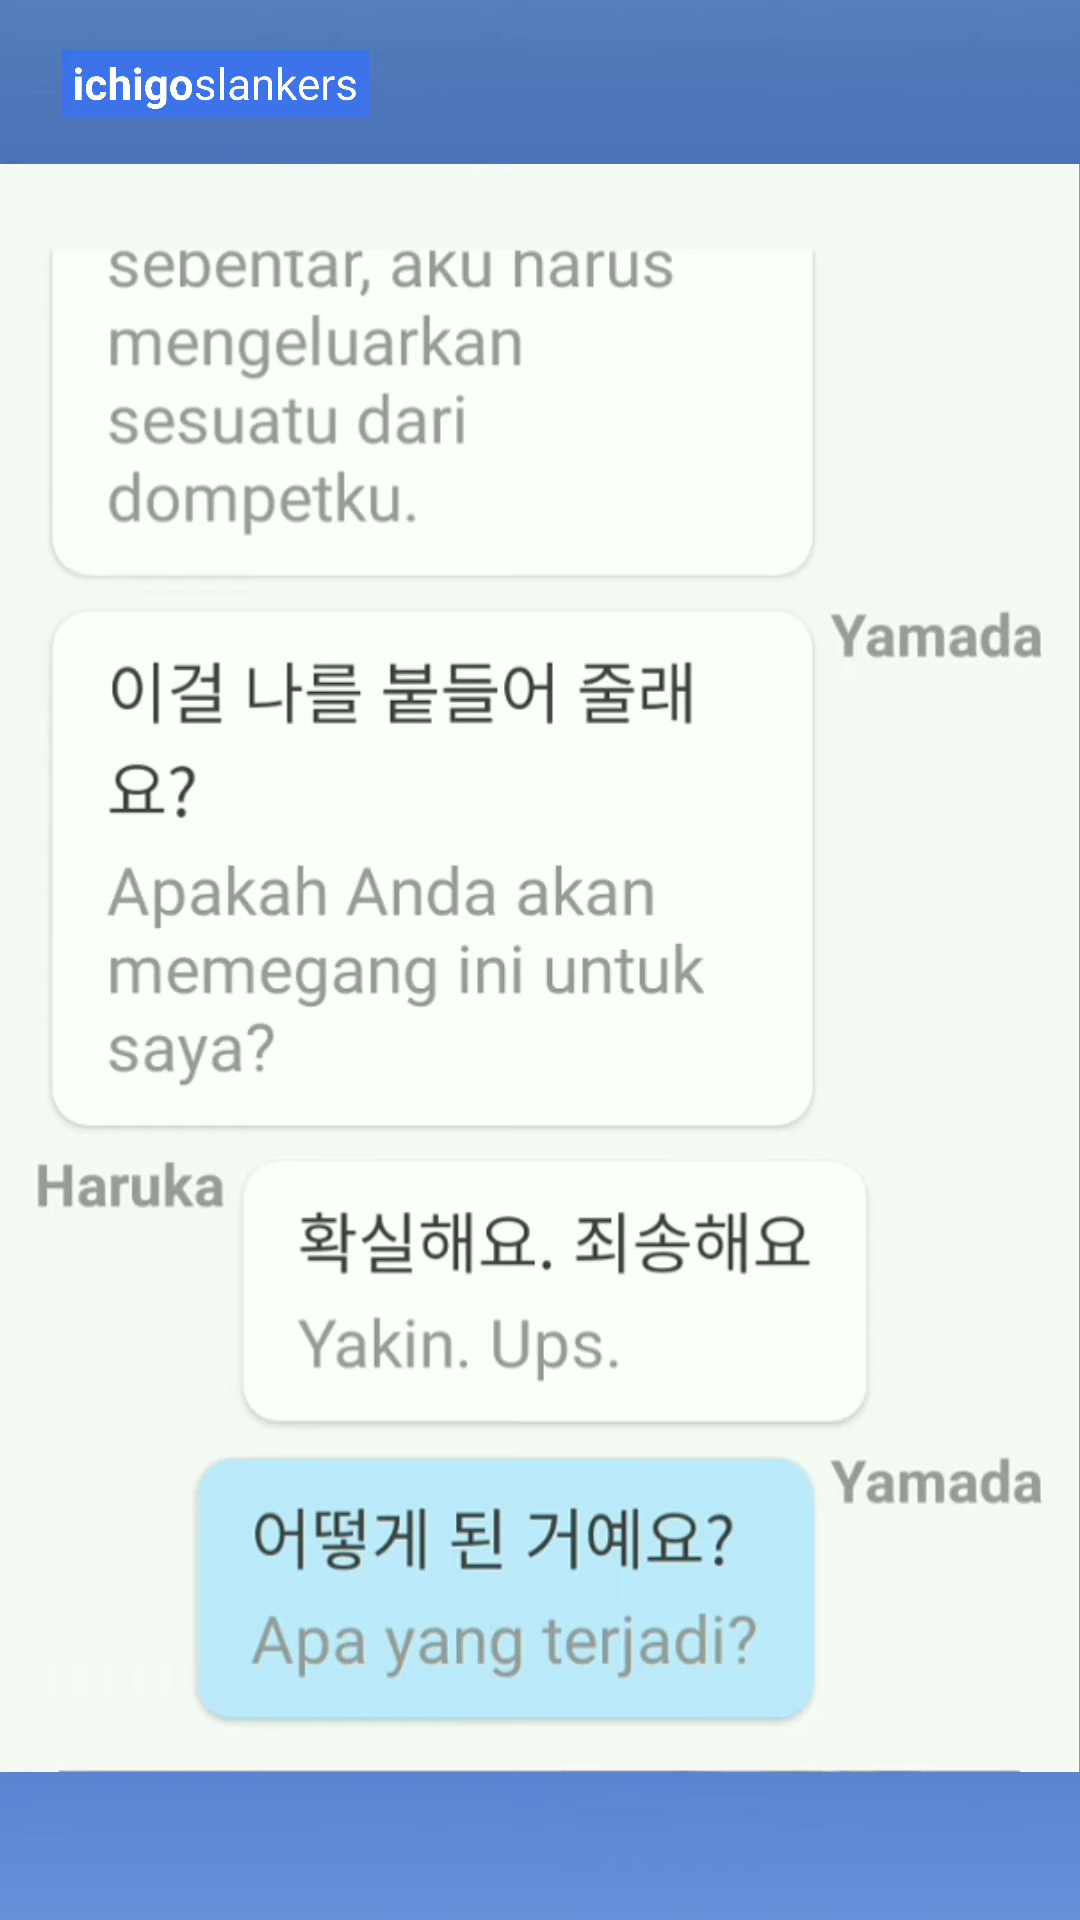 ichigoslankers
sebentar, aku harus
mengeluarkan
sesuatu dari
dompetku.
Yamada
이걸 나를 붙들어 줄래
요?
Apakah Anda akan
memegang ini untuk
saya?
Haruka
확실해요. 죄송해요
Yakin. Ups.
Yamada
어떻게 된 거예요?
Apa yang terjadi?